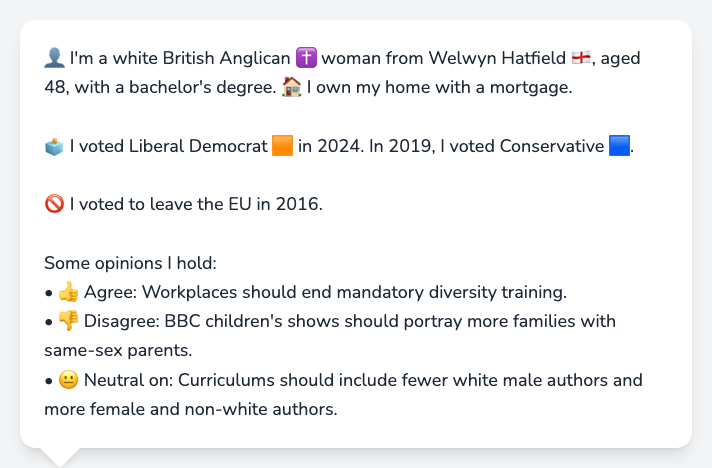 👤 I'm a white British Anglican ✝️ woman from Welwyn Hatfield 🏴󠁧󠁢󠁥󠁮󠁧󠁿, aged
48, with a bachelor's degree. 🏠 I own my home with a mortgage.
🗳️ I voted Liberal Democrat 🟧 in 2024. In 2019, I voted Conservative 🟦.
🚫 I voted to leave the EU in 2016.
Some opinions I hold:
• 👍 Agree: Workplaces should end mandatory diversity training.
• 👎 Disagree: BBC children's shows should portray more families with
same-sex parents.
• 😐 Neutral on: Curriculums should include fewer white male authors and
more female and non-white authors.